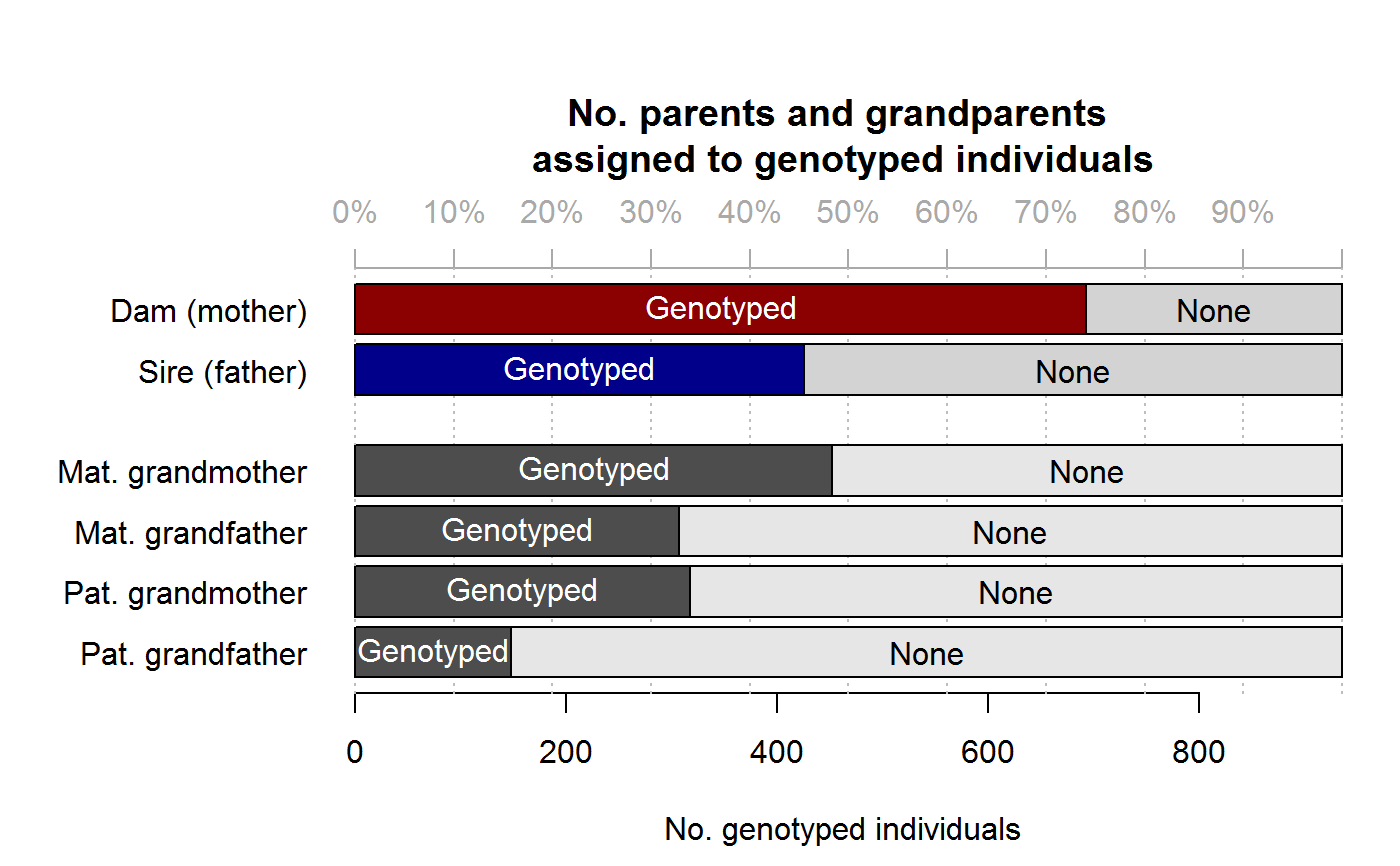 No. parents and grandparents
assigned to genotyped individuals
0% 10% 20% 30% 40% 50% 60% 70% 80% 90%
Dam (mother) Genotyped None
Sire (father) Genotyped None
Mat. grandmother Genotyped None
Mat. grandfather Genotyped None
Pat. grandmother Genotyped None
Pat. grandfather Genotyped None
0 200 400 600 800
No. genotyped individuals